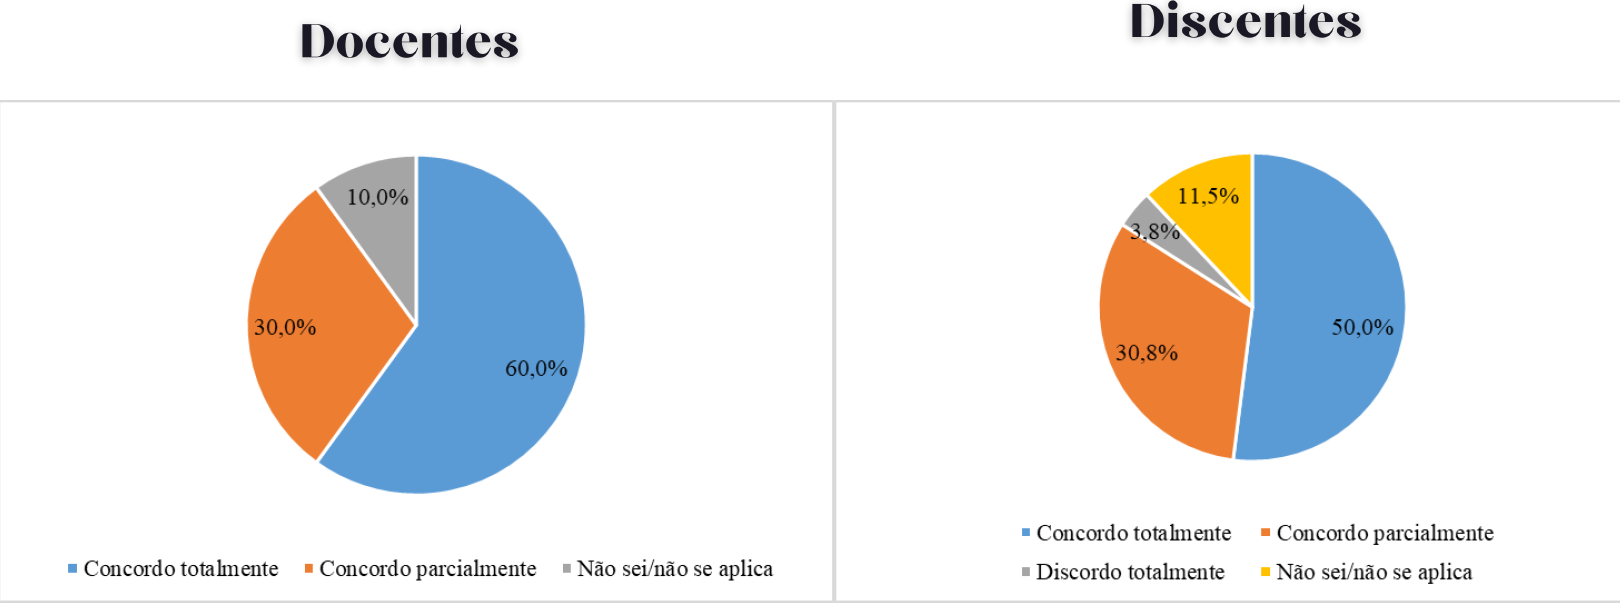 Docentes
10,0%
30,0%
60,0%
Concordo totalmente Concordo parcialmente Não sei/não se aplica
Discentes
11,5%
3,8%
50,0%
30,8%
Concordo totalmente Concordo parcialmente
Discordo totalmente Não sei/não se aplica